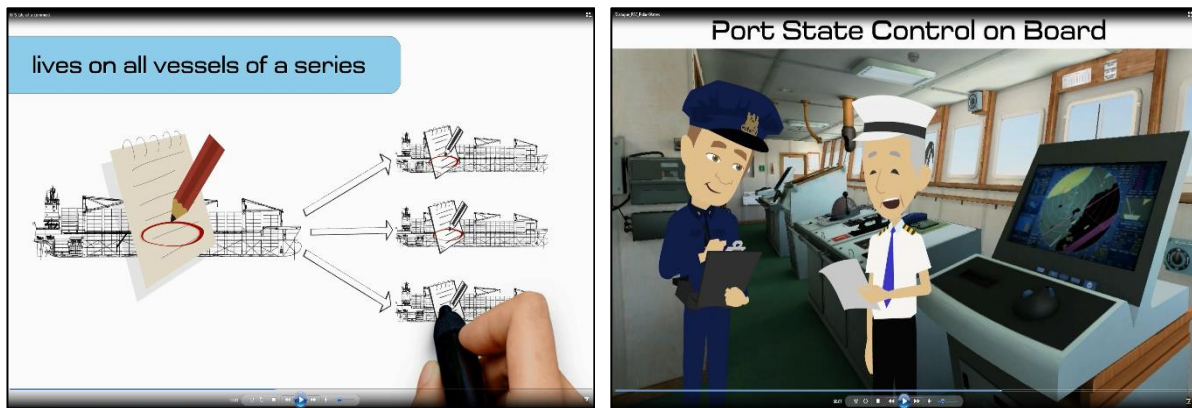 lives on all vessels of a series
Port State Control on Board